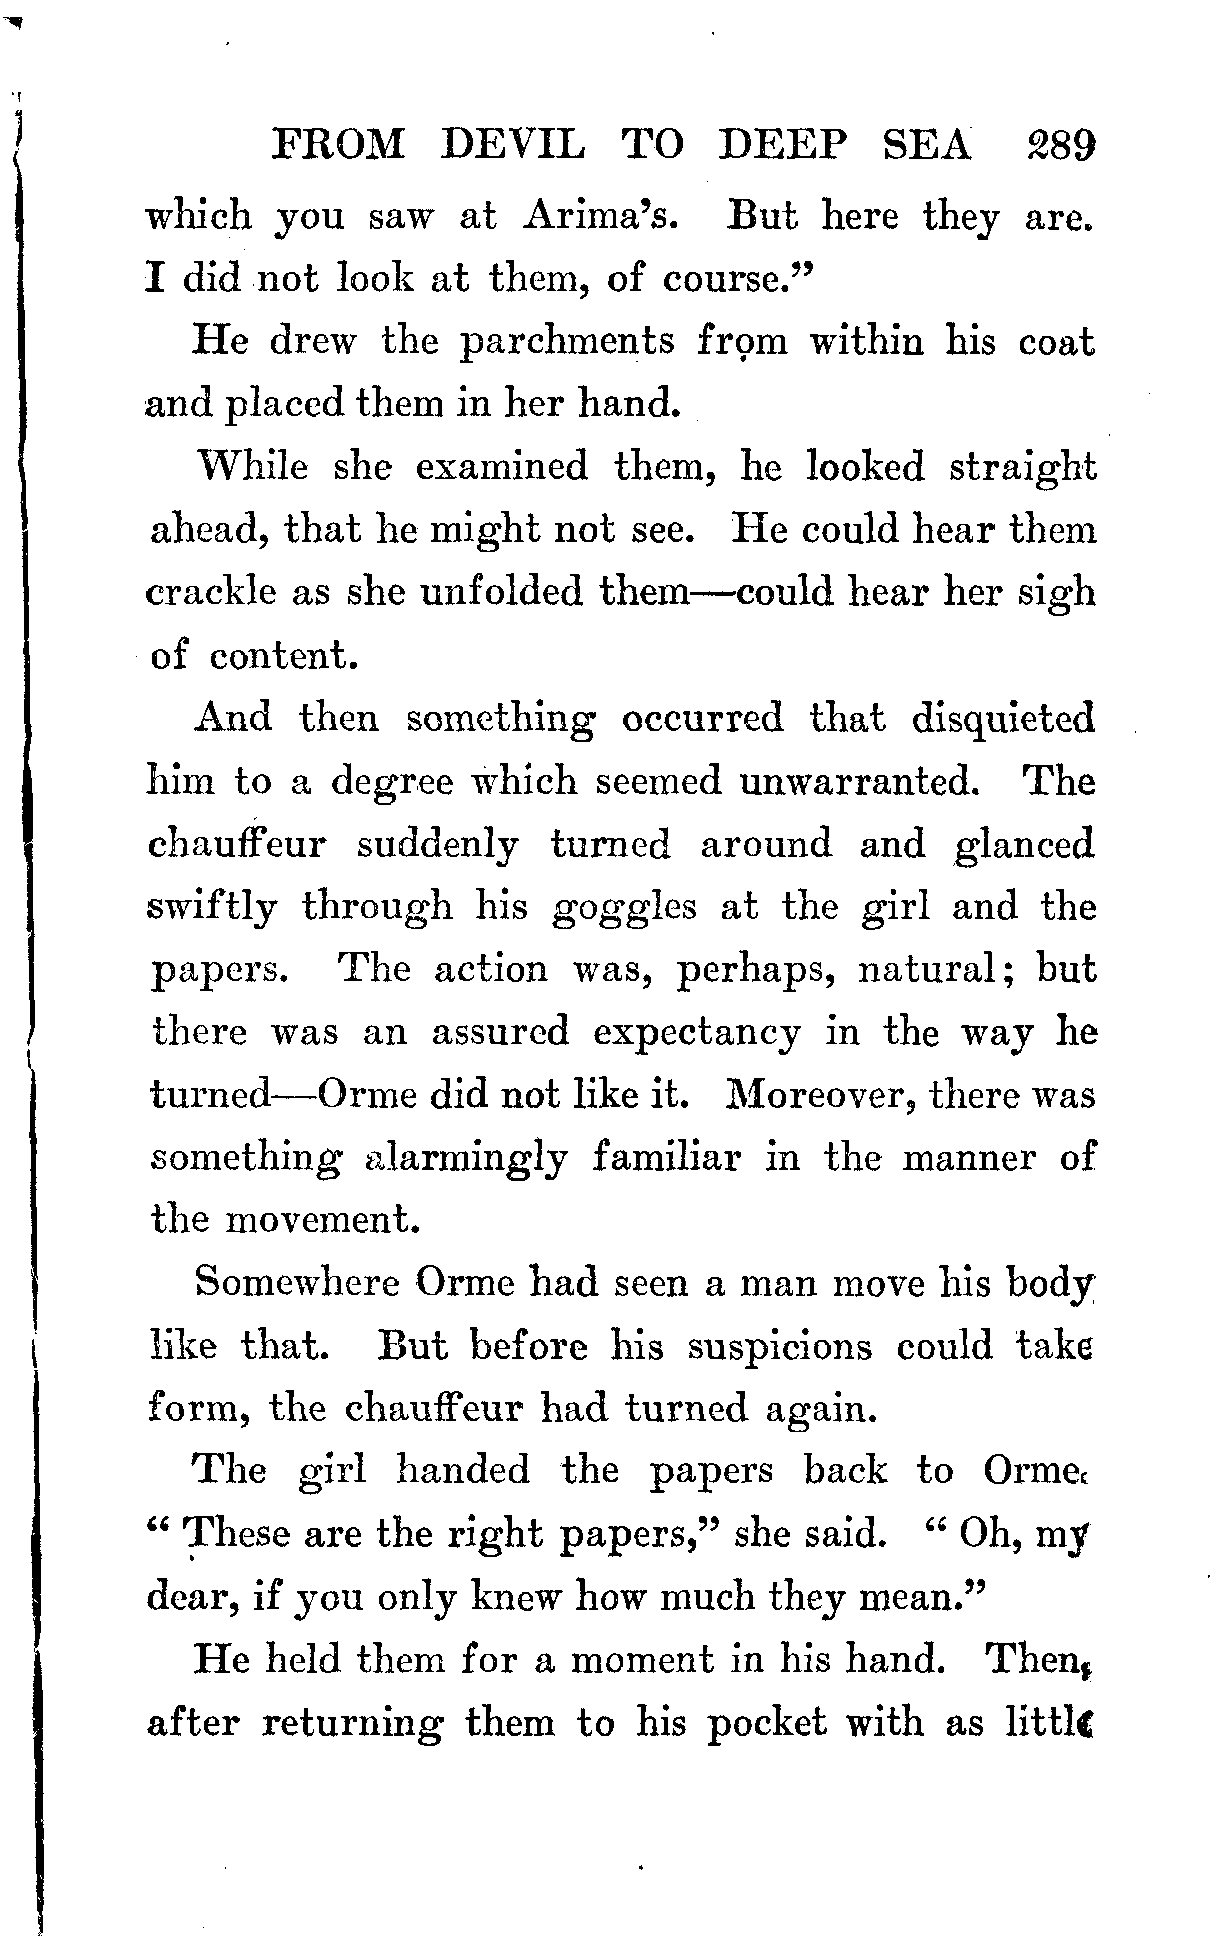 FROM DEVIL TO DEEP SEA 289
which you saw at Arima's. But here they are.
I did not look at them, of course."
He drew the parchments from within his coat
and placed them in her hand.
While she examined them, he looked straight
ahead, that he might not see. He could hear them
crackle as she unfolded them—could hear her sigh
of content.
And then something occurred that disquieted
him to a degree which seemed unwarranted. The
chauffeur suddenly turned around and glanced
swiftly through his goggles at the girl and the
papers. The action was, perhaps, natural; but
there was an assured expectancy in the way he
turned—Orme did not like it. Moreover, there was
something alarmingly familiar in the manner of
the movement.
Somewhere Orme had seen a man move his body
like that. But before his suspicions could take
form, the chauffeur had turned again.
The girl handed the papers back to Orme.
"These are the right papers," she said. "Oh, my
dear, if you only knew how much they mean."
He held them for a moment in his hand. Then,
after returning them to his pocket with as little